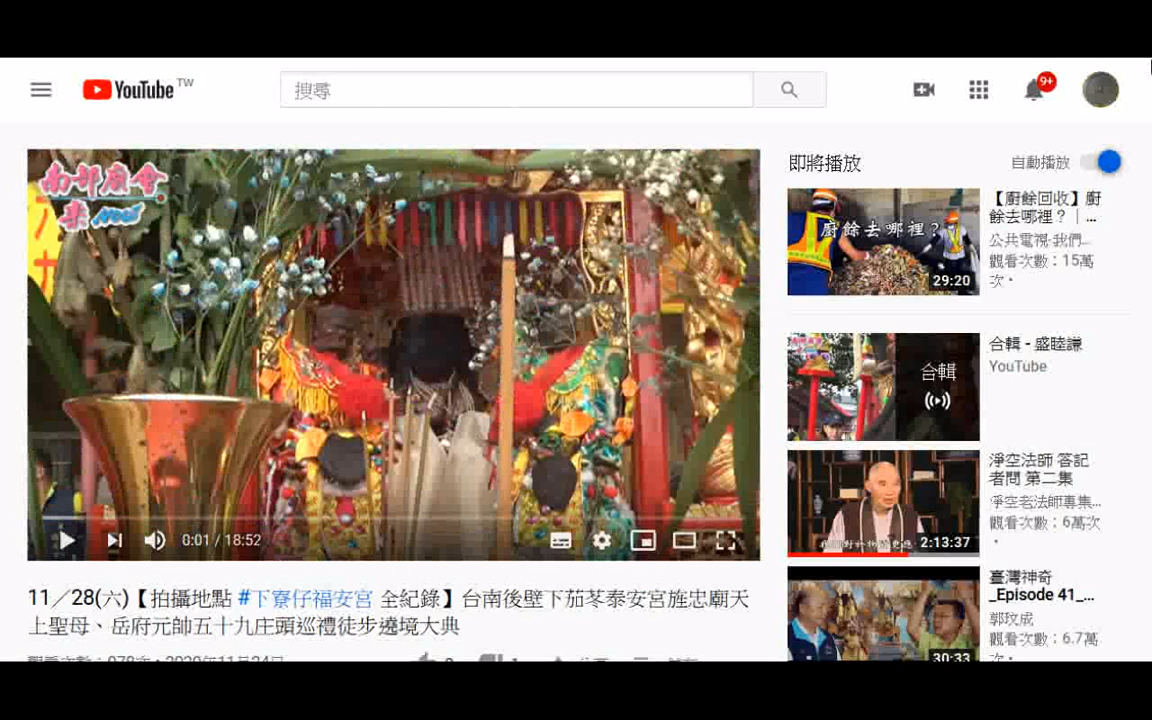 YouTube TW
搜尋
9+
南部廟會
來New
即將播放
自動播放
廚餘去哪裡？
29:20
【廚餘回收】廚
餘去哪裡？｜...
公共電視-我們...
觀看次數：15萬
次・
合輯
合輯 - 盛睦謙
YouTube
2:13:37
淨空法師 答記
者問 第二集
淨空老法師專集...
觀看次數：6萬次
・
30:33
臺灣神奇
_Episode 41_...
郭玫成
觀看次數：6.7萬
次・
0:01 / 18:52
11／28(六)【拍攝地點 #下寮仔福安宮 全紀錄】台南後壁下茄苳泰安宮旌忠廟天
上聖母、岳府元帥五十九庄頭巡禮徒步遶境大典